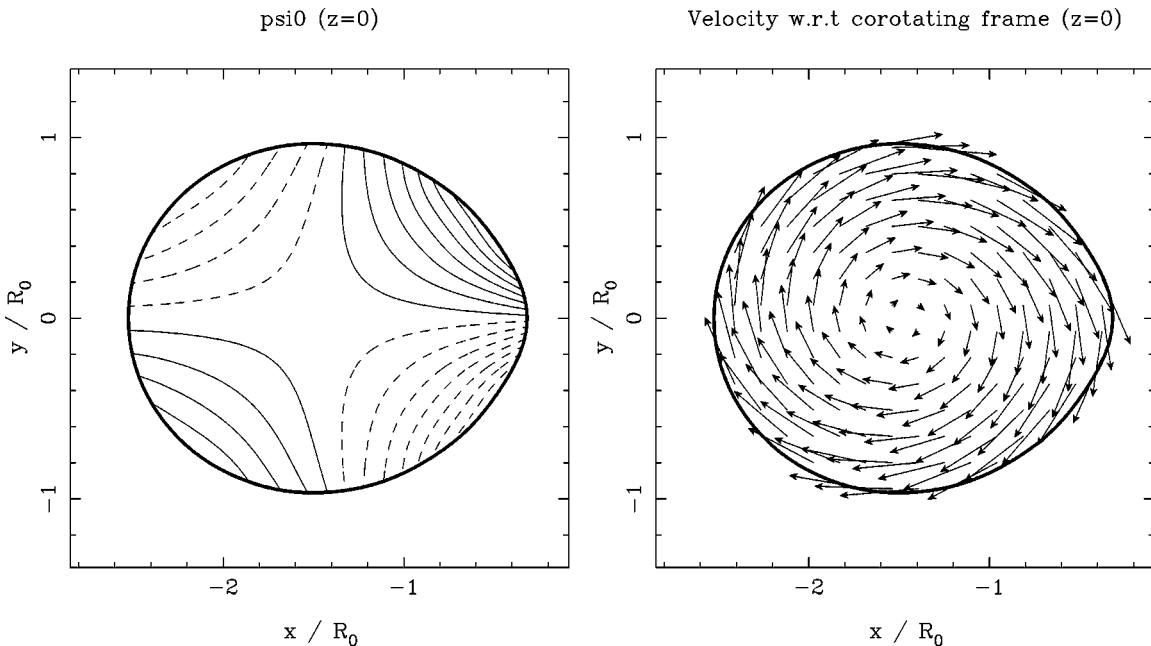 psi0 (z=0)
y / R₀
1
0
−1
−2
−1
x / R₀
Velocity w.r.t corotating frame (z=0)
y / R₀
1
0
−1
−2
−1
x / R₀